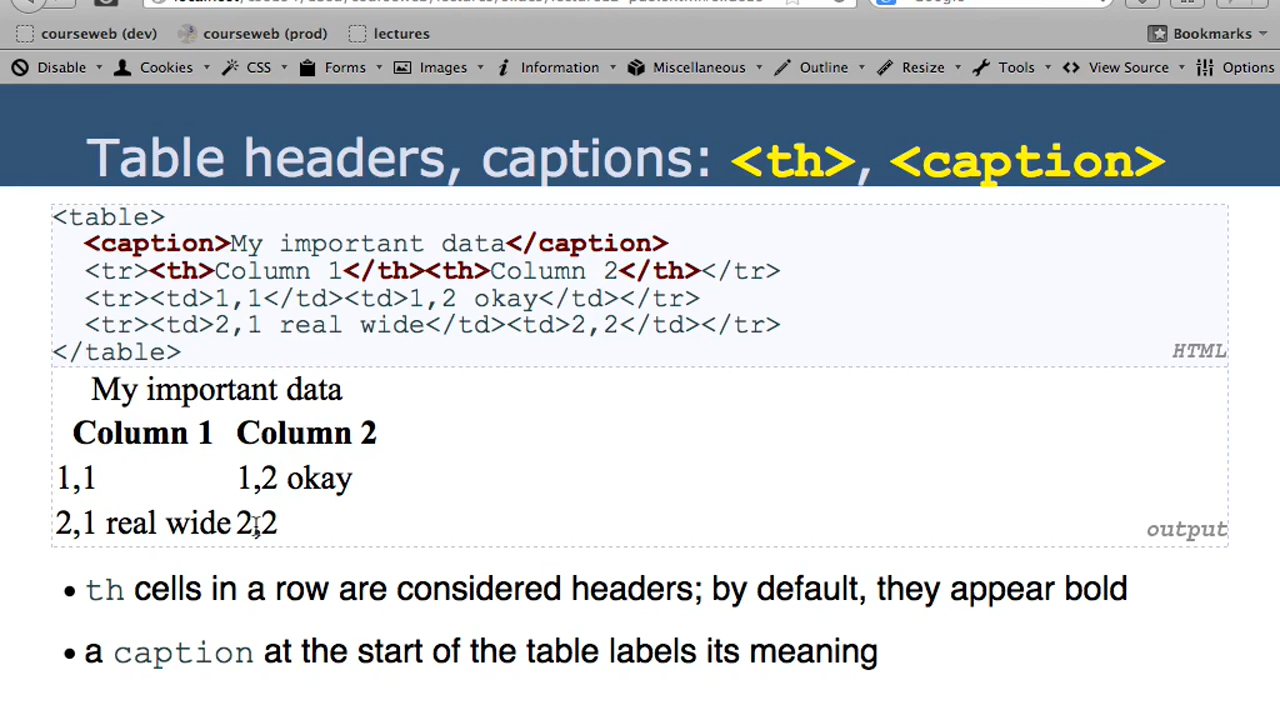 courseweb (dev) courseweb (prod) lectures Bookmarks
Disable Cookies CSS Forms Images Information Miscellaneous Outline Resize Tools View Source Options
Table headers, captions: <th>, <caption>
<table>
<caption>My important data</caption>
<tr><th>Column 1</th><th>Column 2</th></tr>
<tr><td>1,1</td><td>1,2 okay</td></tr>
<tr><td>2,1 real wide</td><td>2,2</td></tr>
</table>
HTML
My important data
Column 1 Column 2
1,1 1,2 okay
2,1 real wide 2,2
output
• th cells in a row are considered headers; by default, they appear bold
• a caption at the start of the table labels its meaning